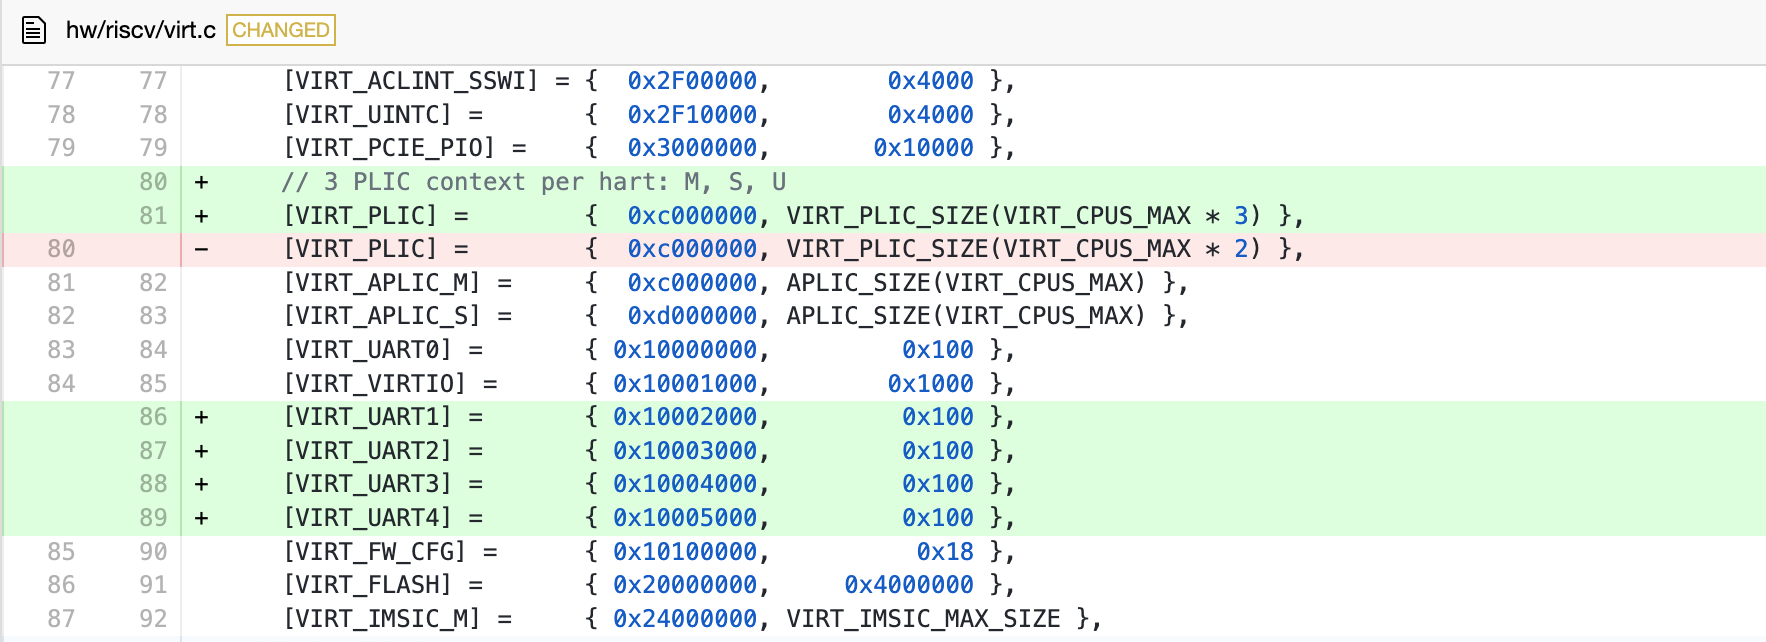 hw/riscv/virt.c CHANGED
77 77 [VIRT_ACLINT_SSWI] = { 0x2F00000, 0x4000 },
78 78 [VIRT_UINTC] = { 0x2F10000, 0x4000 },
79 79 [VIRT_PCIE_PIO] = { 0x3000000, 0x10000 },
80 + // 3 PLIC context per hart: M, S, U
81 + [VIRT_PLIC] = { 0xc000000, VIRT_PLIC_SIZE(VIRT_CPUS_MAX * 3) },
80 - [VIRT_PLIC] = { 0xc000000, VIRT_PLIC_SIZE(VIRT_CPUS_MAX * 2) },
81 82 [VIRT_APLIC_M] = { 0xc000000, APLIC_SIZE(VIRT_CPUS_MAX) },
82 83 [VIRT_APLIC_S] = { 0xd000000, APLIC_SIZE(VIRT_CPUS_MAX) },
83 84 [VIRT_UART0] = { 0x10000000, 0x100 },
84 85 [VIRT_VIRTIO] = { 0x10001000, 0x1000 },
86 + [VIRT_UART1] = { 0x10002000, 0x100 },
87 + [VIRT_UART2] = { 0x10003000, 0x100 },
88 + [VIRT_UART3] = { 0x10004000, 0x100 },
89 + [VIRT_UART4] = { 0x10005000, 0x100 },
85 90 [VIRT_FW_CFG] = { 0x10100000, 0x18 },
86 91 [VIRT_FLASH] = { 0x20000000, 0x4000000 },
87 92 [VIRT_IMSIC_M] = { 0x24000000, VIRT_IMSIC_MAX_SIZE },